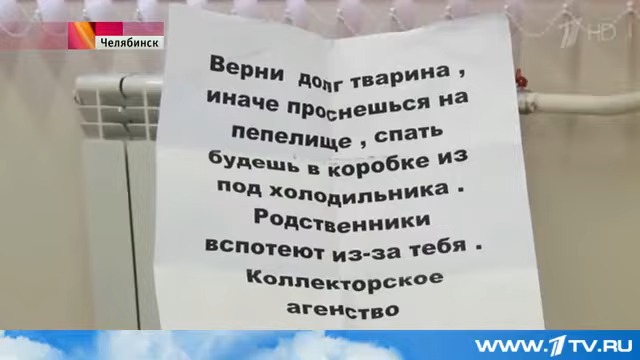 Челябинск
1 HD
Верни долг тварина ,
иначе проснешься на
пепелище , спать
будешь в коробке из
под холодильника .
Родственники
вспотеют из-за тебя .
Коллекторское
агенство
WWW.1TV.RU